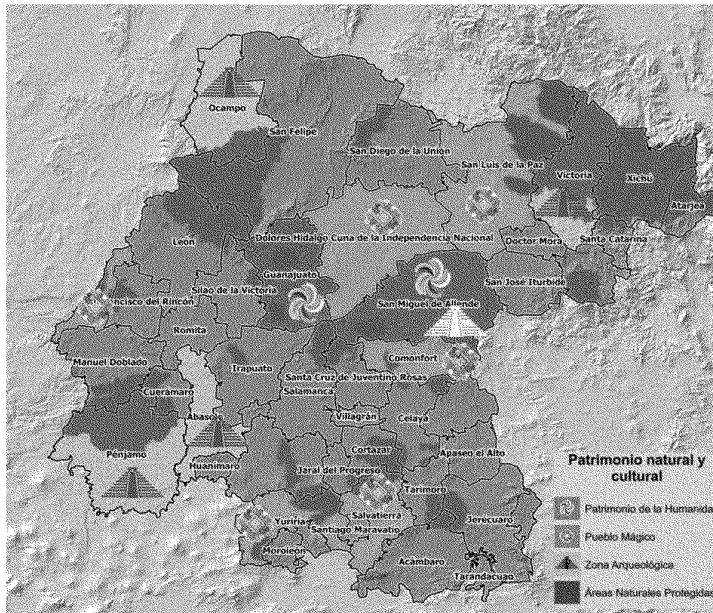 Ocampo
San Felipe
San Diego de la Unión
San Luis de la Paz
Victoria
Xichú
Atarjea
León
Dolores Hidalgo Cuna de la Independencia Nacional
Doctor Mora
Santa Catarina
Guanajuato
San José Iturbide
ncisco del Rincón
Silao de la Victoria
San Miguel de Allende
Romita
Comonfort
Manuel Doblado
Irapuato
Santa Cruz de Juventino Rosas
Cuerámaro
Salamanca
Abasolo
Villagrán
Celaya
Pénjamo
Huanímaro
Cortazar
Apaseo el Alto
Jaral del Progreso
Tarimoro
Salvatierra
Yuriria
Santiago Maravatío
Jerécuaro
Moroleón
Acámbaro
Tarandacuao
Patrimonio natural y
cultural
Patrimonio de la Humanida
Pueblo Mágico
Zona Arqueológica
Áreas Naturales Protegidas